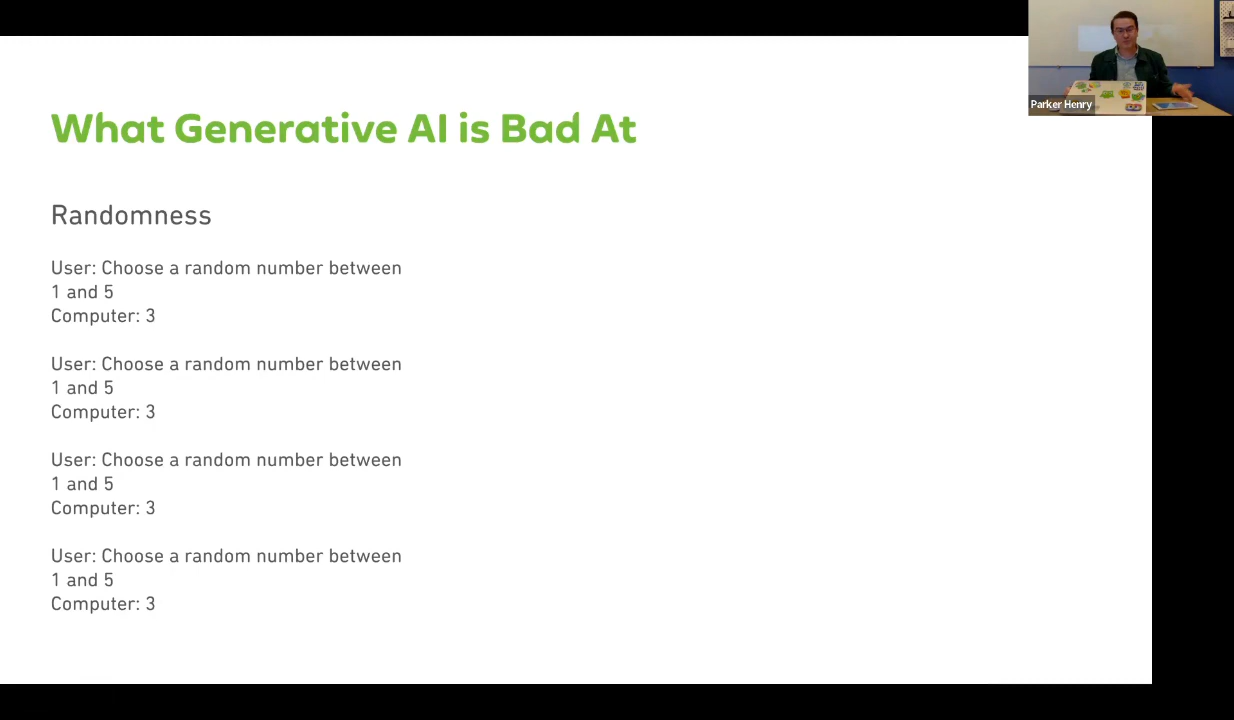 What Generative AI is Bad At
Randomness
User: Choose a random number between
1 and 5
Computer: 3
User: Choose a random number between
1 and 5
Computer: 3
User: Choose a random number between
1 and 5
Computer: 3
User: Choose a random number between
1 and 5
Computer: 3
Parker Henry